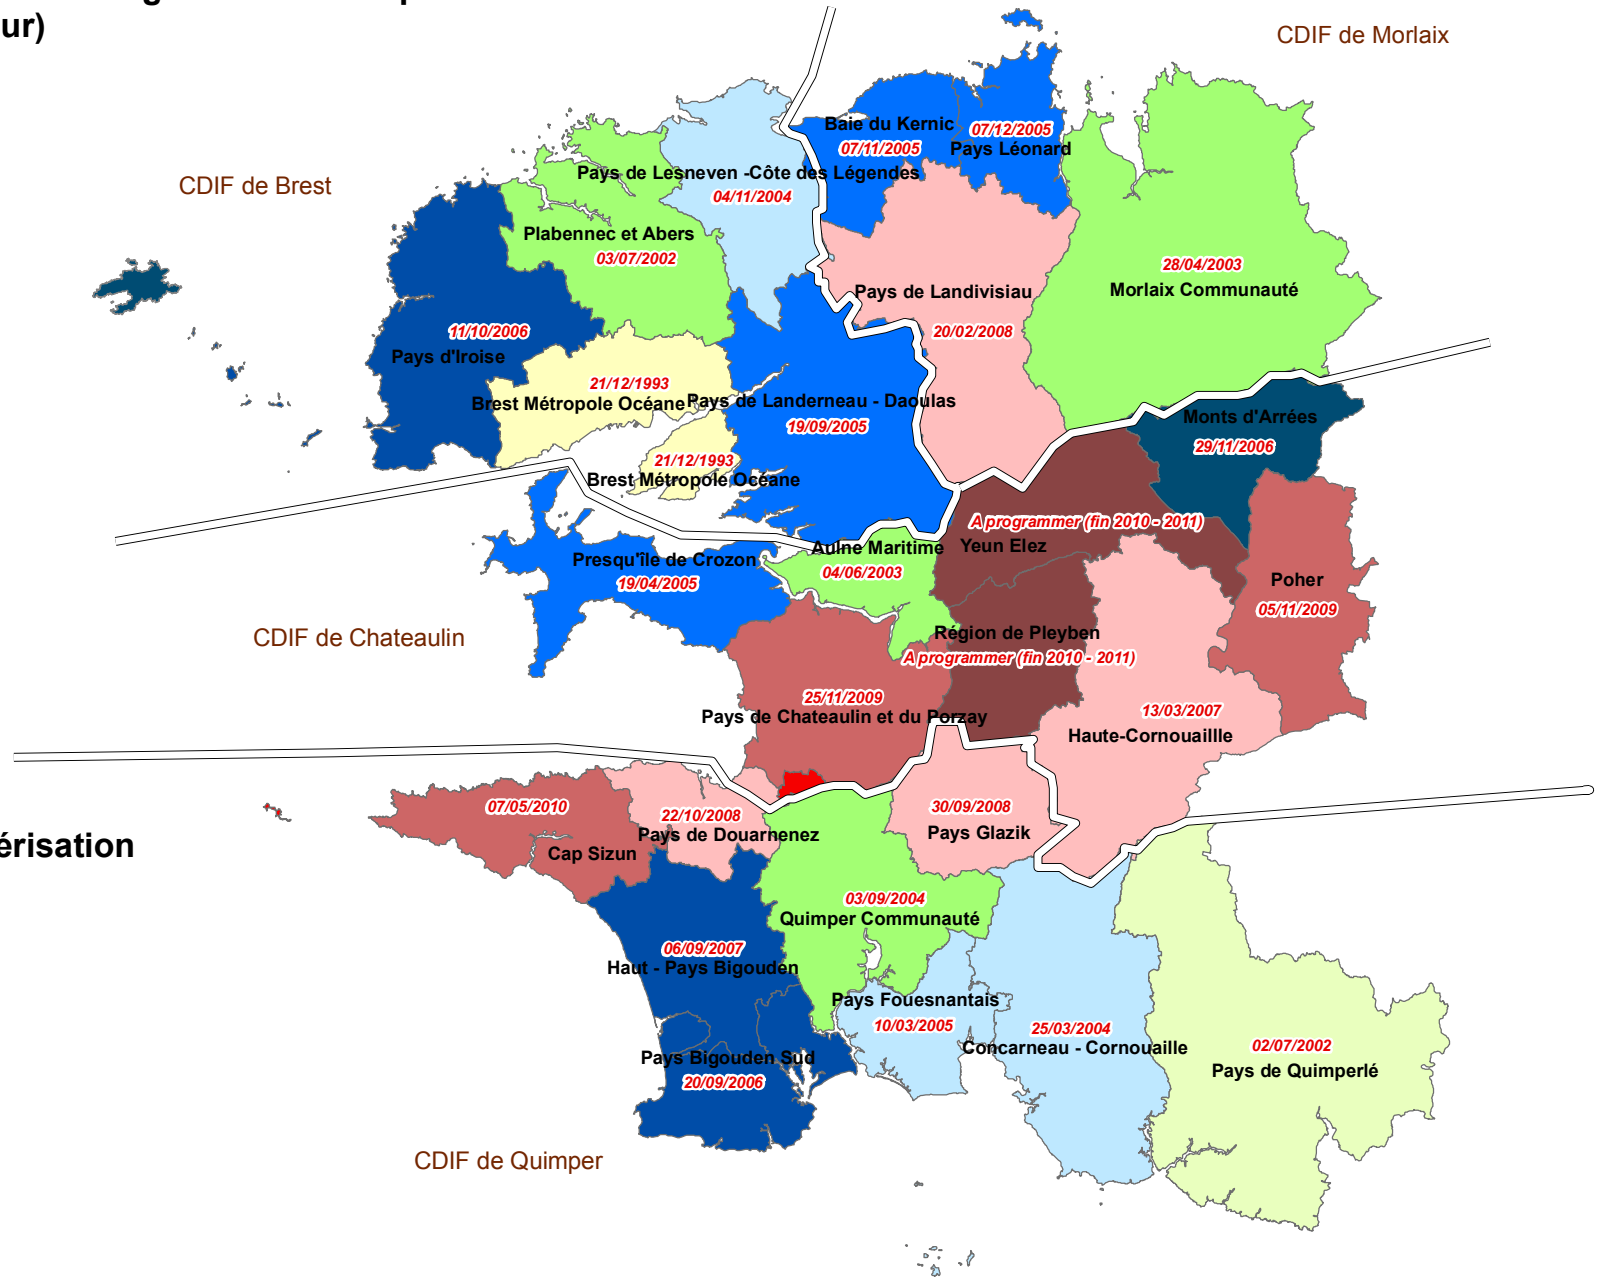 ur)
CDIF de Morlaix
CDIF de Brest
Baie du Kernic
07/11/2005
07/12/2005
Pays Léonard
Pays de Lesneven -Côte des Légendes
04/11/2004
Plabennec et Abers
03/07/2002
28/04/2003
Morlaix Communauté
Pays de Landivisiau
20/02/2008
11/10/2006
Pays d'Iroise
21/12/1993
Brest Métropole Océane
Pays de Landerneau - Daoulas
19/09/2005
Monts d'Arrées
29/11/2006
21/12/1993
Brest Métropole Océane
A programmer (fin 2010 - 2011)
Yeun Elez
Aulne Maritime
04/06/2003
Presqu'île de Crozon
19/04/2005
Poher
05/11/2009
CDIF de Chateaulin
Région de Pleyben
A programmer (fin 2010 - 2011)
25/11/2009
Pays de Chateaulin et du Porzay
13/03/2007
Haute-Cornouaillle
07/05/2010
Cap Sizun
22/10/2008
Pays de Douarnenez
30/09/2008
Pays Glazik
érisation
03/09/2004
Quimper Communauté
06/09/2007
Haut - Pays Bigouden
Pays Fouesnantais
10/03/2005
25/03/2004
Concarneau - Cornouaille
02/07/2002
Pays de Quimperlé
Pays Bigouden Sud
20/09/2006
CDIF de Quimper